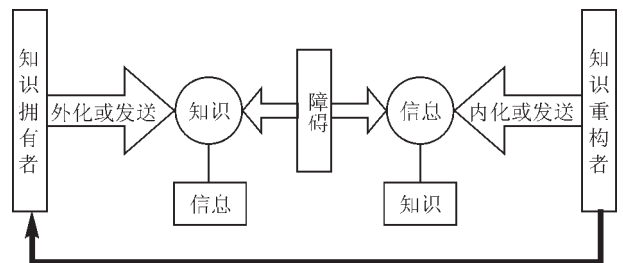 知识拥有者
外化或发送
知识
障碍
信息
内化或发送
知识重构者
信息
知识